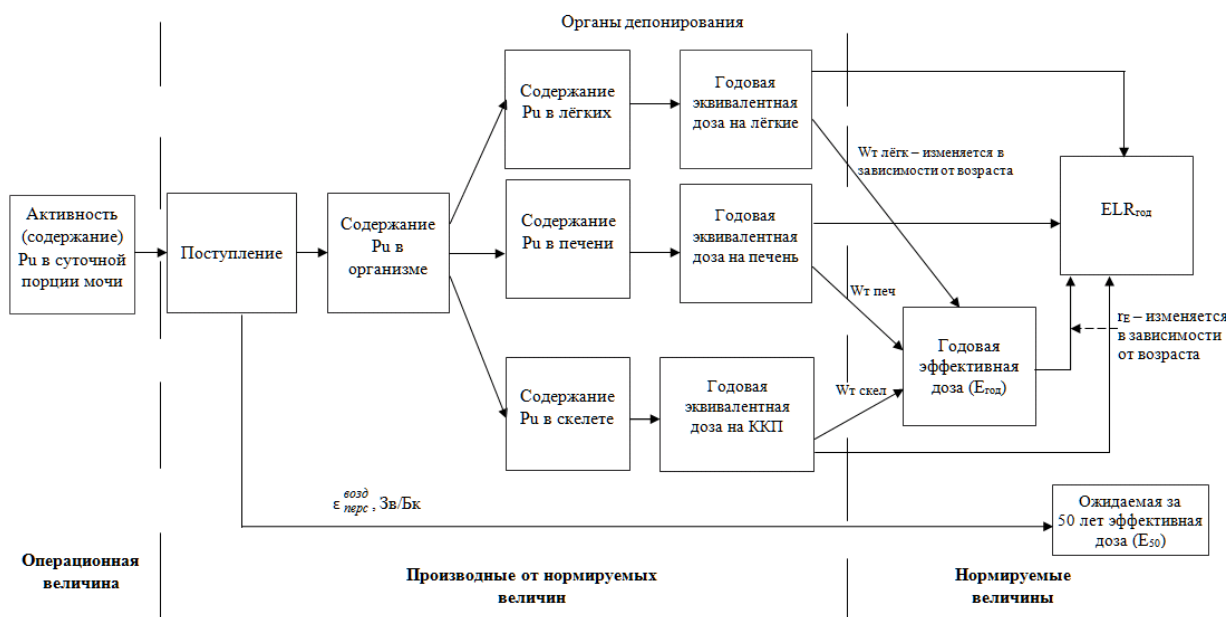 Органы депонирования
Активность
(содержание)
Pu в суточной
порции мочи
Поступление
Содержание
Pu в
организме
Содержание
Pu в лёгких
Годовая
эквивалентная
доза на лёгкие
Содержание
Pu в печени
Годовая
эквивалентная
доза на печень
Содержание
Pu в скелете
Годовая
эквивалентная
доза на ККП
Wт лёгк – изменяется в
зависимости от возраста
Wт печ
Wт скел
Годовая
эффективная
доза (Eгод)
ELRгод
rE – изменяется
в зависимости
от возраста
ε возд перс , Зв/Бк
Ожидаемая за
50 лет эффективная
доза (E50)
Операционная
величина
Производные от нормируемых
величин
Нормируемые
величины